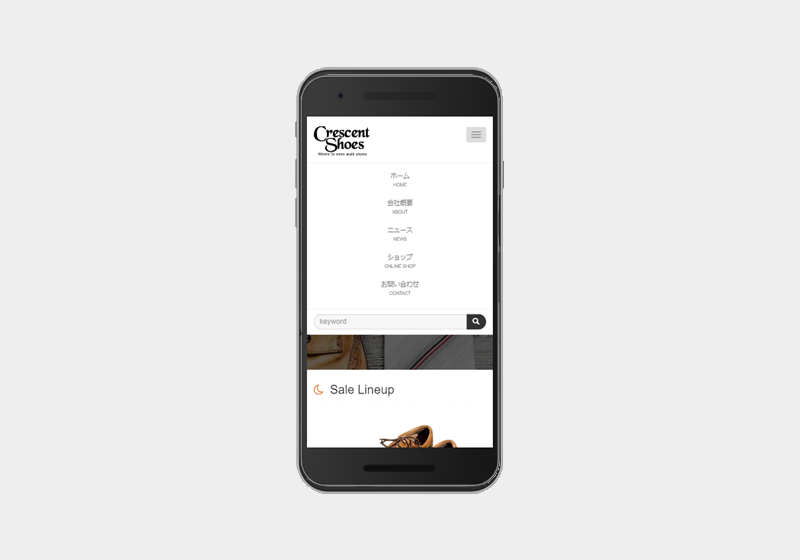 Crescent
Shoes
Where to even walk shoes
ホーム
HOME
会社概要
ABOUT
ニュース
NEWS
ショップ
ONLINE SHOP
お問い合わせ
CONTACT
keyword
Sale Lineup